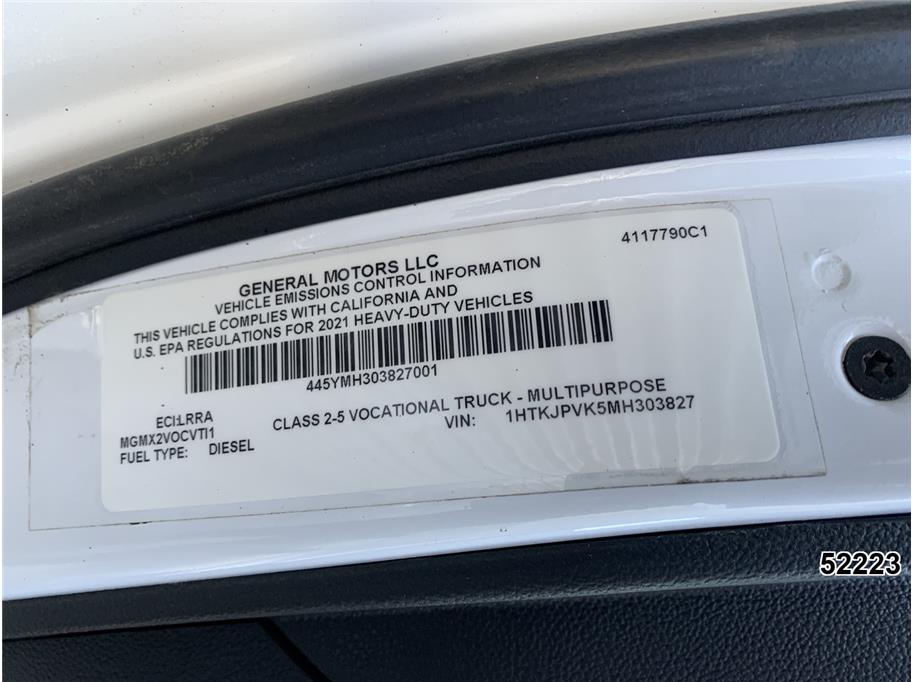 4117790C1
GENERAL MOTORS LLC
VEHICLE EMISSIONS CONTROL INFORMATION
THIS VEHICLE COMPLIES WITH CALIFORNIA AND
U.S. EPA REGULATIONS FOR 2021 HEAVY-DUTY VEHICLES
445YMH303827001
ECI:LRRA CLASS 2-5 VOCATIONAL TRUCK - MULTIPURPOSE
MGMX2VOCVTI1 VIN: 1HTKJPVK5MH303827
FUEL TYPE: DIESEL
52223